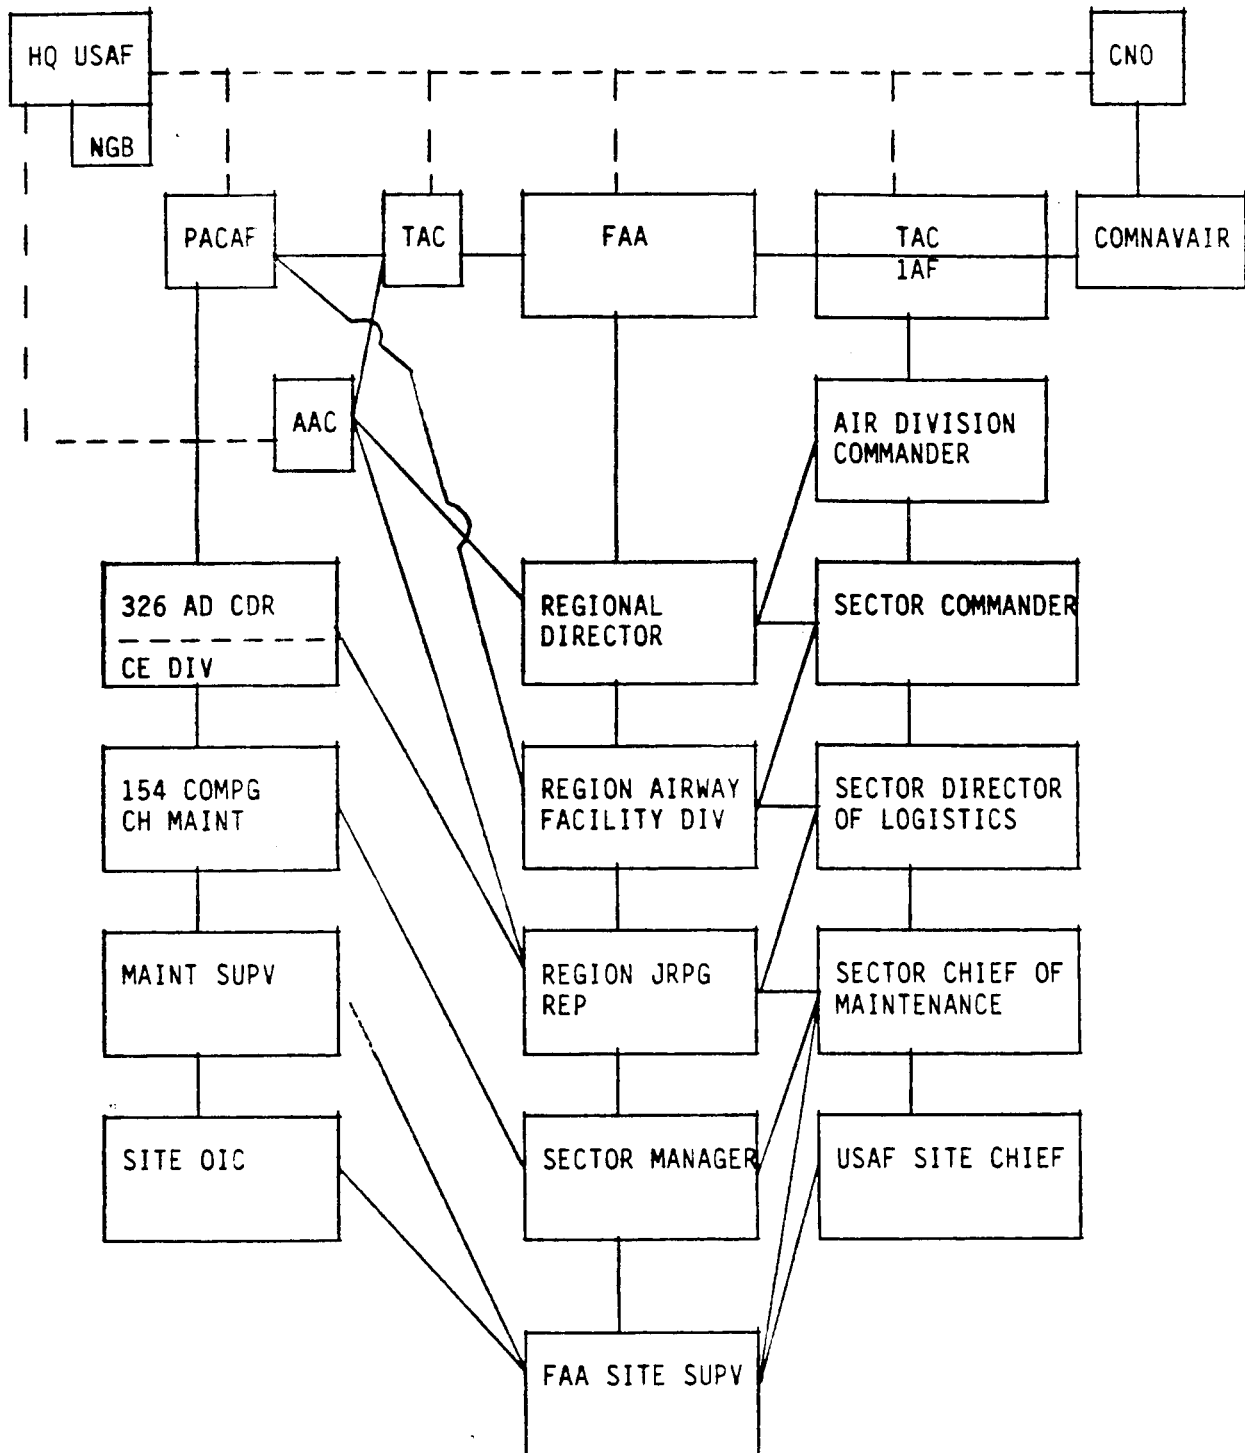 HQ USAF
CNO
NGB
PACAF
TAC
FAA
TAC
1AF
COMNAVAIR
AAC
AIR DIVISION
COMMANDER
326 AD CDR
CE DIV
REGIONAL
DIRECTOR
SECTOR COMMANDER
154 COMPG
CH MAINT
REGION AIRWAY
FACILITY DIV
SECTOR DIRECTOR
OF LOGISTICS
MAINT SUPV
REGION JRPG
REP
SECTOR CHIEF OF
MAINTENANCE
SITE OIC
SECTOR MANAGER
USAF SITE CHIEF
FAA SITE SUPV